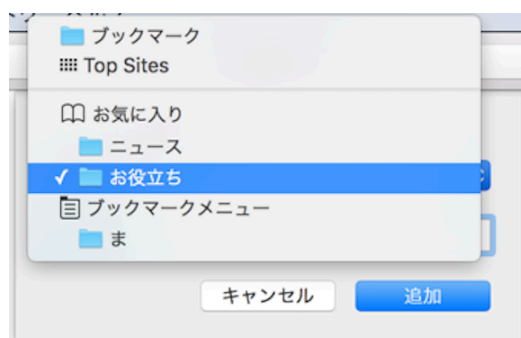 ブックマーク
Top Sites
お気に入り
ニュース
お役立ち
ブックマークメニュー
ま
キャンセル
追加